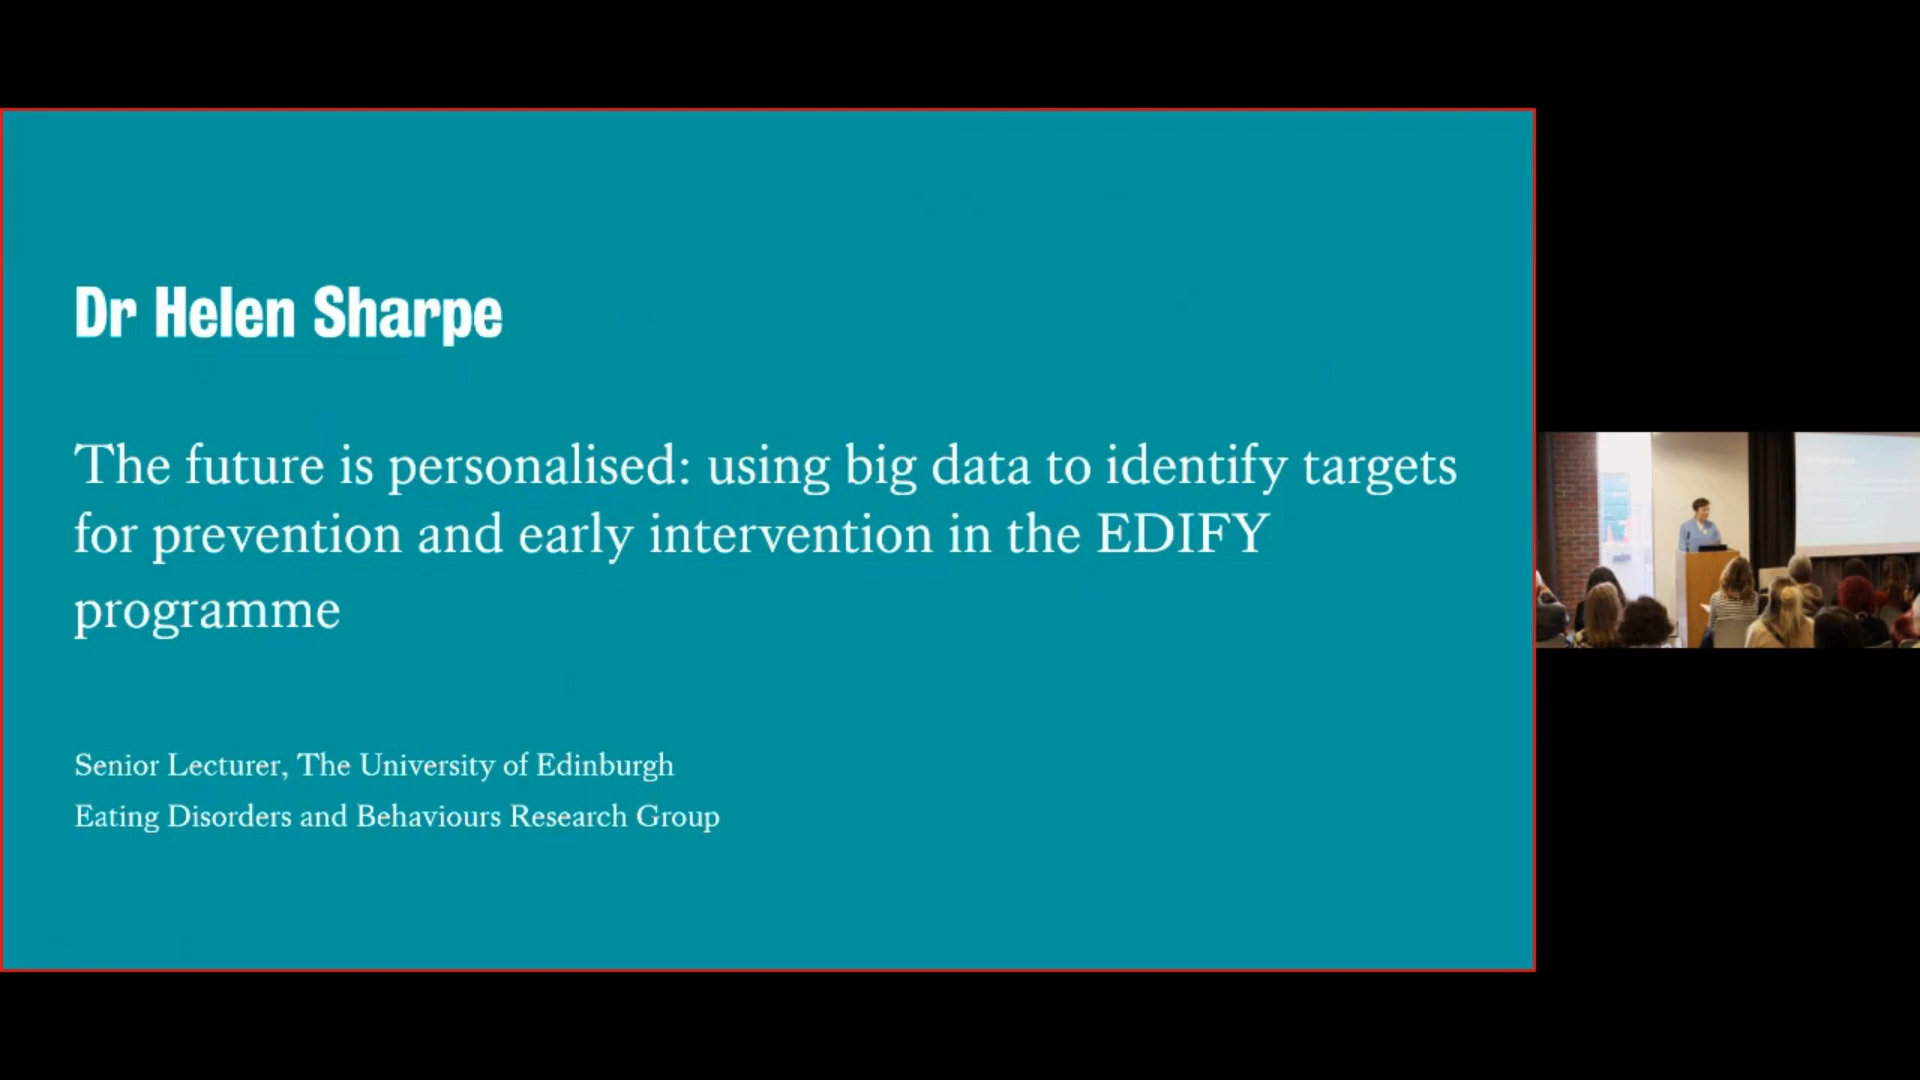 Dr Helen Sharpe
The future is personalised: using big data to identify targets
for prevention and early intervention in the EDIFY
programme
Senior Lecturer, The University of Edinburgh
Eating Disorders and Behaviours Research Group